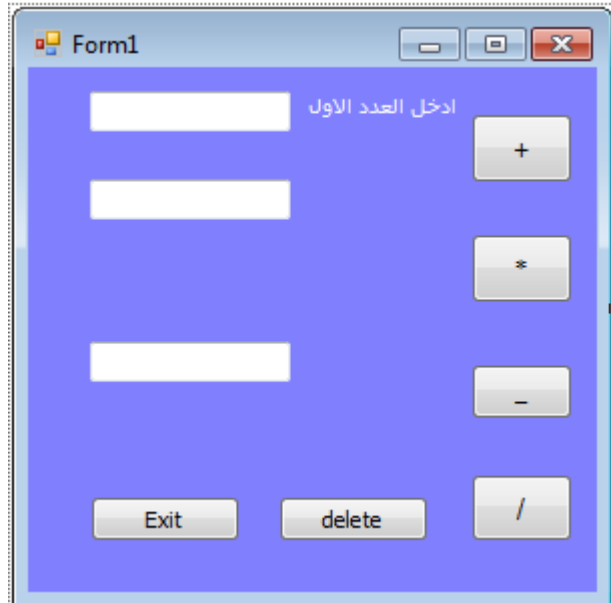 Form1
ادخل العدد الاول
+
*
_
Exit
delete
/